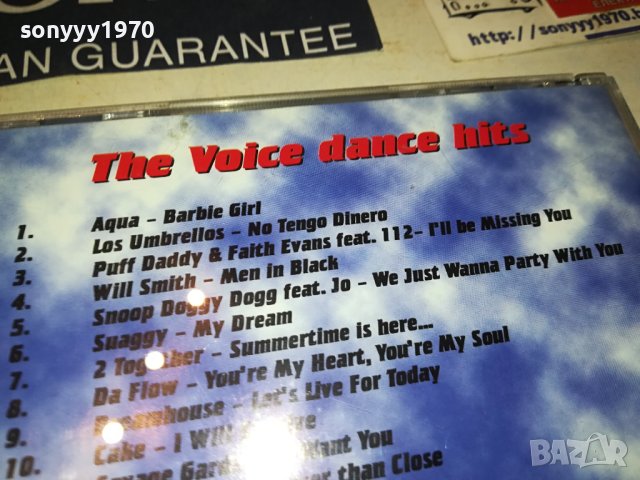 sonyyy1970
AN GUARANTEE
http://sonyyy1970.b
The Voice dance hits
1. Aqua - Barbie Girl
2. Los Umbrellos - No Tengo Dinero
3. Puff Daddy & Faith Evans feat. 112- I'll be Missing You
4. Will Smith - Men in Black
5. Snoop Doggy Dogg feat. Jo - We Just Wanna Party With You
6. Suaggy - My Dream
7. 2 Together - Summertime is here...
8. Da Flow - You're My Heart, You're My Soul
9. - Let's Live For Today
10. Cake - I Will
Savage Want You
than Close
BAZAR